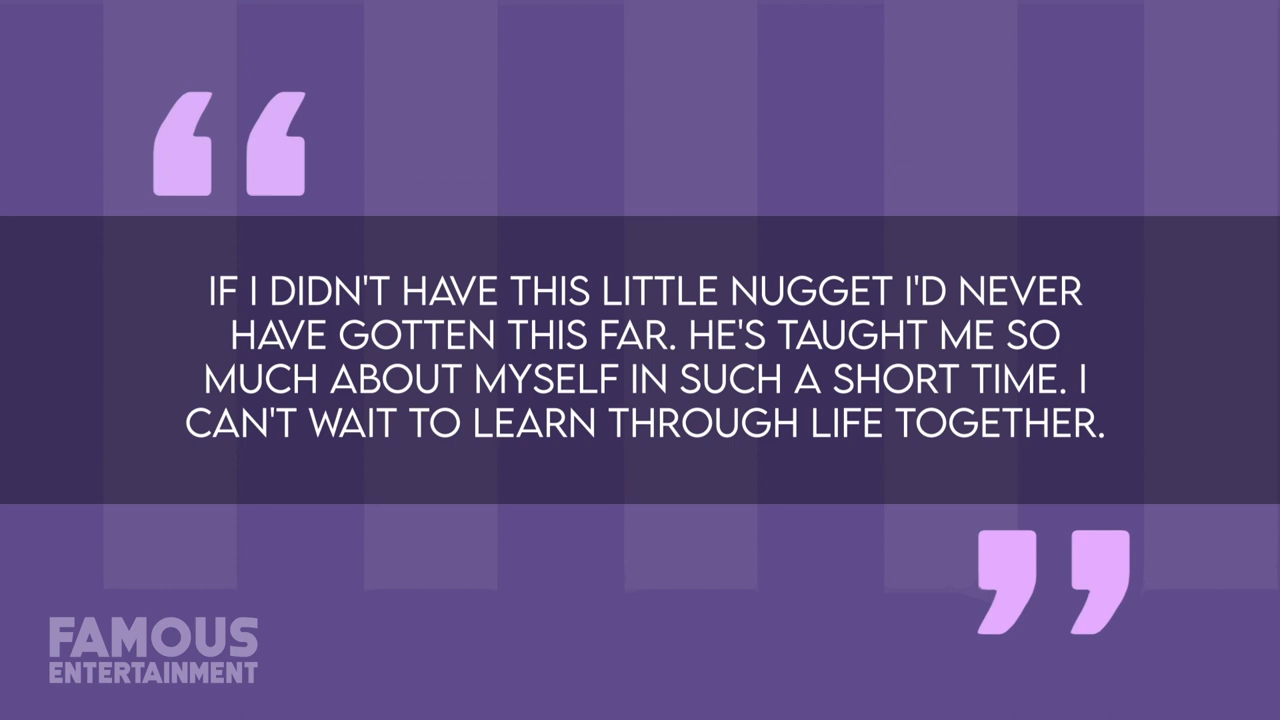 “
IF I DIDN'T HAVE THIS LITTLE NUGGET I'D NEVER
HAVE GOTTEN THIS FAR. HE'S TAUGHT ME SO
MUCH ABOUT MYSELF IN SUCH A SHORT TIME. I
CAN'T WAIT TO LEARN THROUGH LIFE TOGETHER.
”
FAMOUS
ENTERTAINMENT